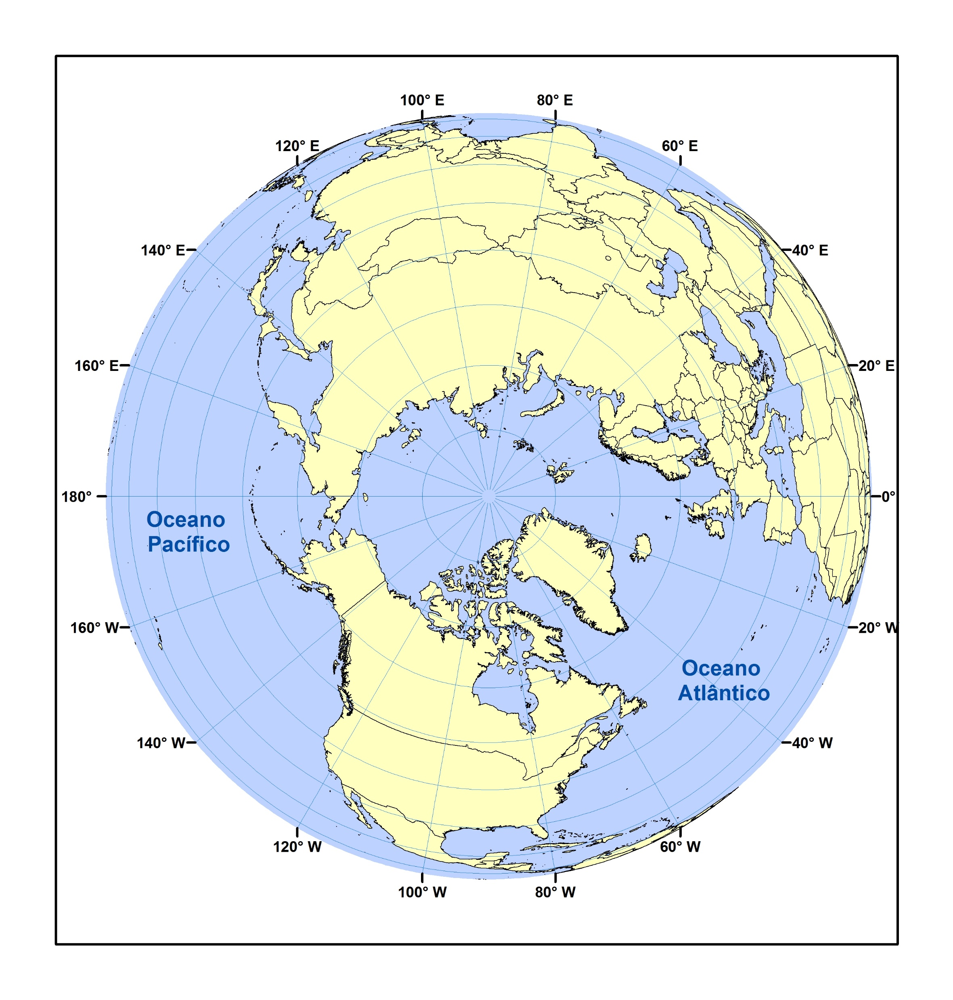 100° E
80° E
120° E
60° E
140° E
40° E
160° E
20° E
180°
0°
Oceano
Pacífico
160° W
20° W
Oceano
Atlântico
140° W
40° W
120° W
60° W
100° W
80° W